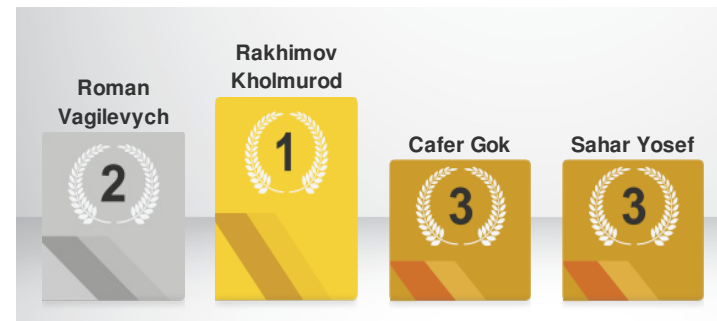 Roman
Vagilevych
2
Rakhimov
Kholmurod
1
Cafer Gok
3
Sahar Yosef
3